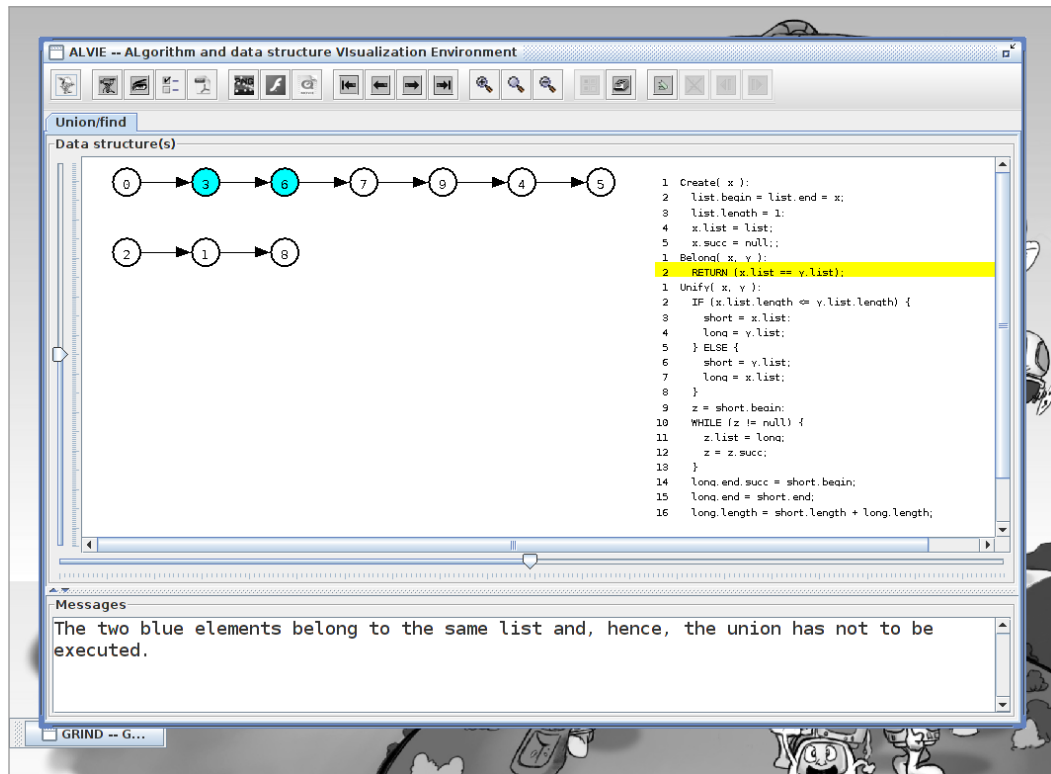 ALVIE -- ALgorithm and data structure VIsualization Environment
Union/find
Data structure(s)
0 3 6 7 9 4 5
2 1 8
1 Create( x ):
2 list.begin = list.end = x;
3 list.length = 1:
4 x.list = list;
5 x.succ = null;;
1 Belong( x, y ):
2 RETURN (x.list == y.list);
1 Unify( x, y ):
2 IF (x.list.length <= y.list.length) {
3 short = x.list:
4 long = y.list;
5 } ELSE {
6 short = y.list;
7 long = x.list;
8 }
9 z = short.begin:
10 WHILE (z != null) {
11 z.list = long;
12 z = z.succ;
13 }
14 long.end.succ = short.begin;
15 long.end = short.end;
16 long.length = short.length + long.length;
Messages
The two blue elements belong to the same list and, hence, the union has not to be
executed.
GRIND -- G...